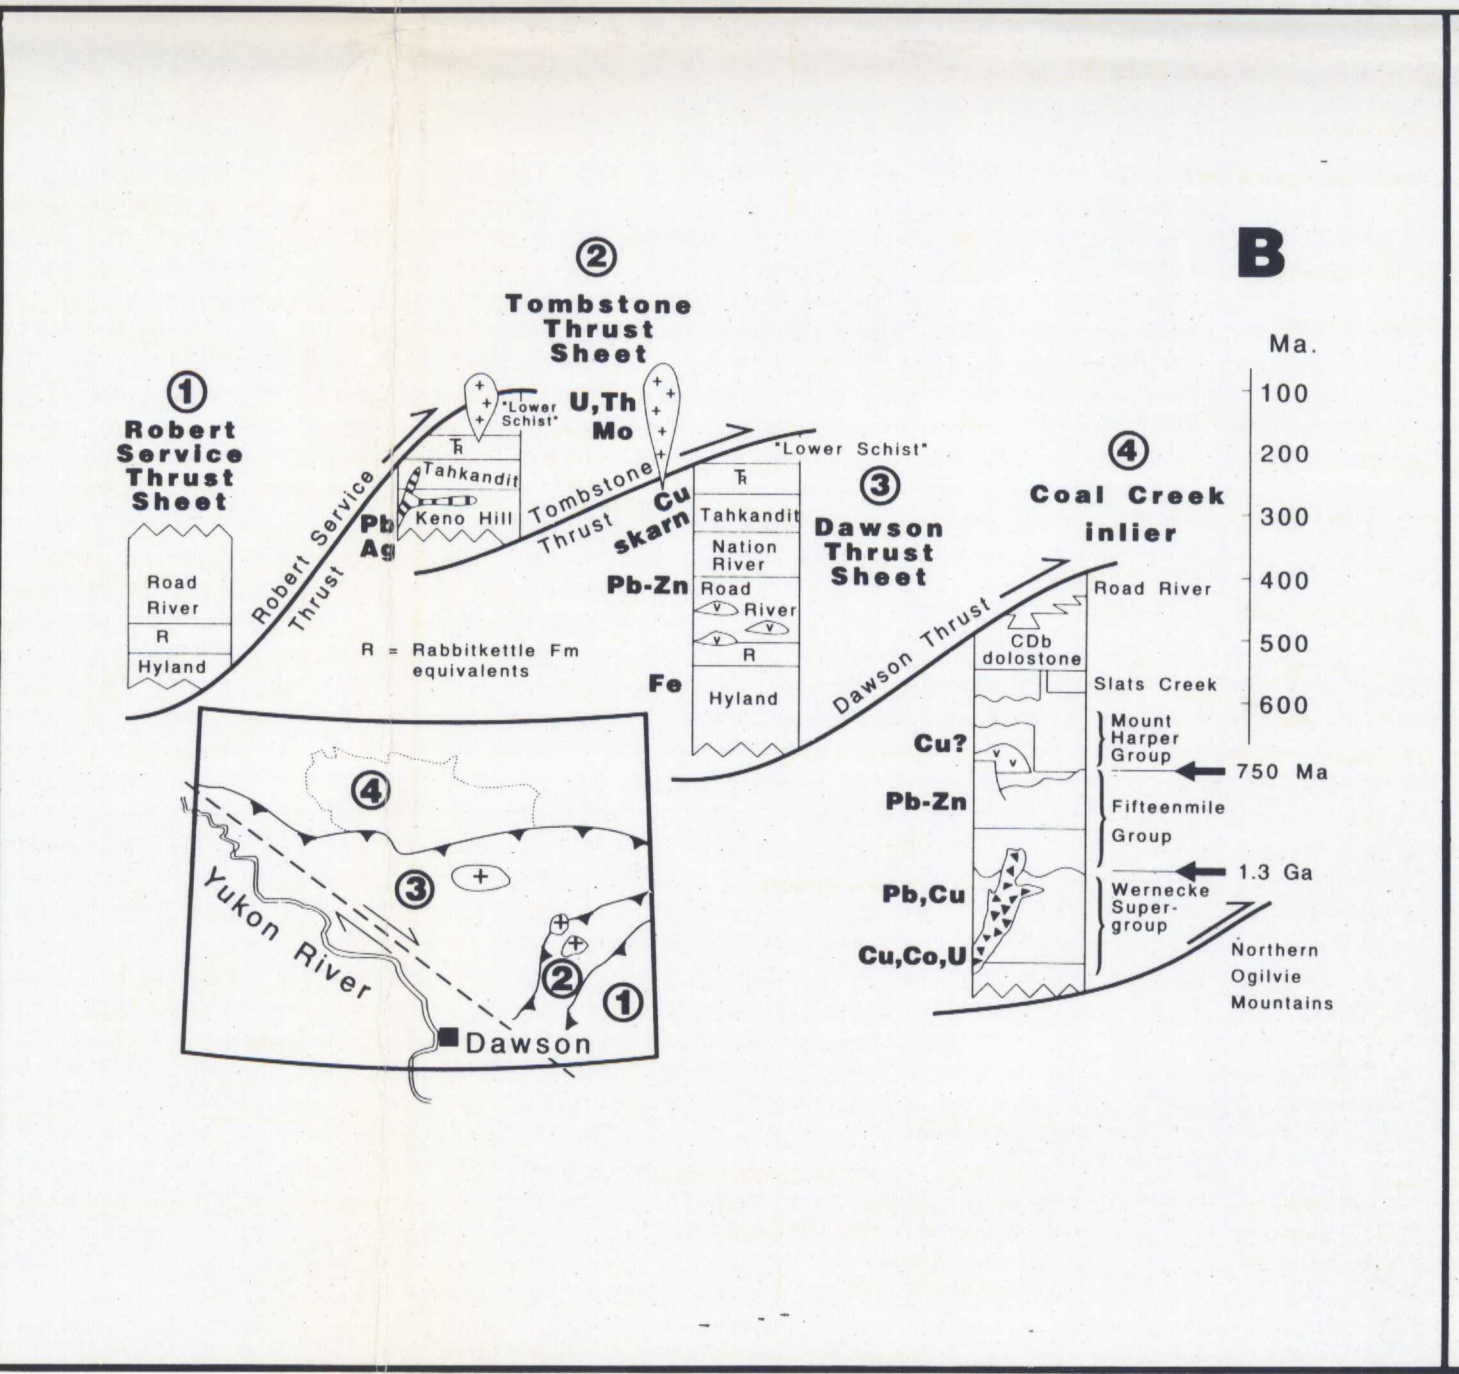 B
②
Tombstone
Thrust
Sheet
①
Robert
Service
Thrust
Sheet
Road
River
R
Hyland
Robert Service
Thrust
"Lower
Schist"
TR
Tahkandit
Keno Hill
Pb
Ag
U,Th
Mo
Tombstone
Thrust
Cu
skarn
"Lower Schist"
TR
Tahkandit
Nation
River
Road
River
v
v
v
R
Hyland
Pb-Zn
Fe
R = Rabbitkettle Fm
equivalents
③
Dawson
Thrust
Sheet
Dawson Thrust
④
Coal Creek
inlier
Road River
CDb
dolostone
Slats Creek
Mount
Harper
Group
v
v
Fifteenmile
Group
Wernecke
Super-
group
Cu?
Pb-Zn
Pb,Cu
Cu,Co,U
Ma.
100
200
300
400
500
600
750 Ma
1.3 Ga
Northern
Ogilvie
Mountains
④
③
②
①
Yukon River
Dawson